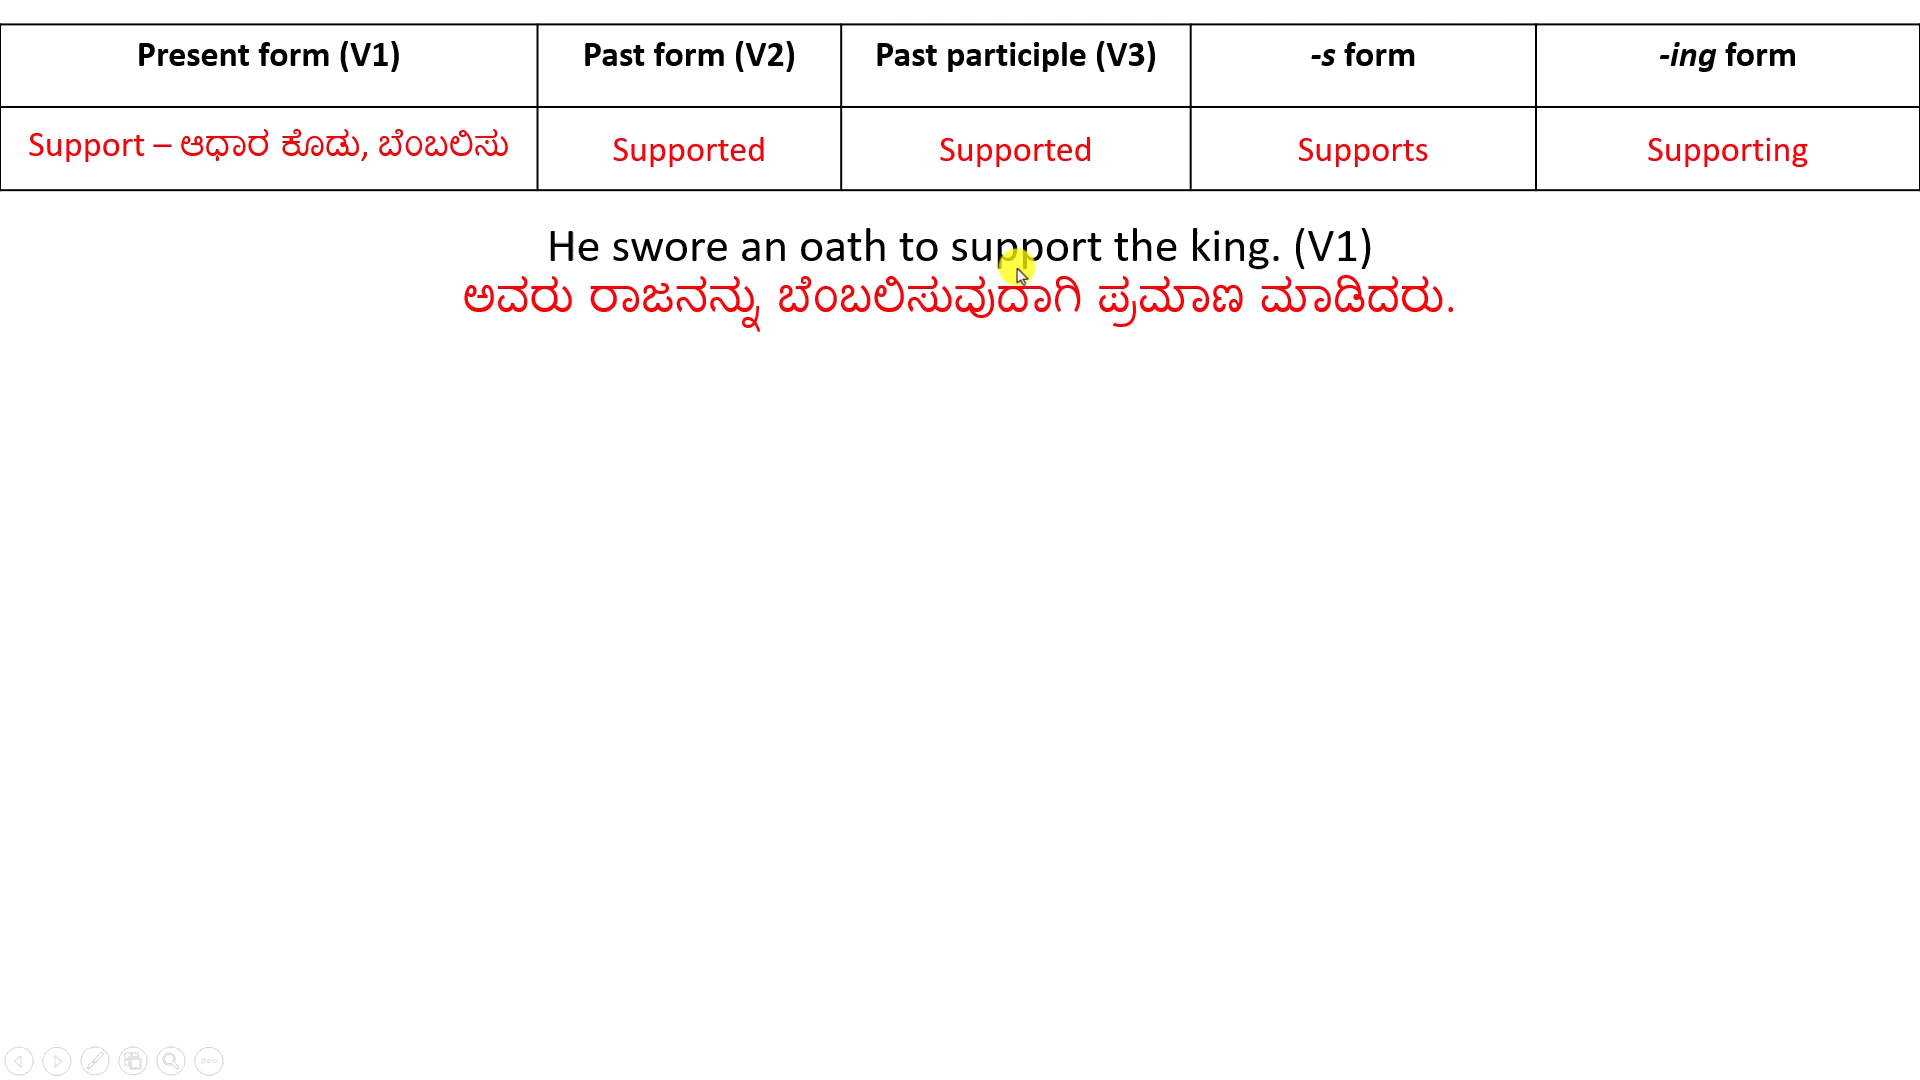 Present form (V1) Past form (V2) Past participle (V3) -s form -ing form
Support – ಆಧಾರ ಕೊಡು, ಬೆಂಬಲಿಸು Supported Supported Supports Supporting
He swore an oath to support the king. (V1)
ಅವರು ರಾಜನನ್ನು ಬೆಂಬಲಿಸುವುದಾಗಿ ಪ್ರಮಾಣ ಮಾಡಿದರು.